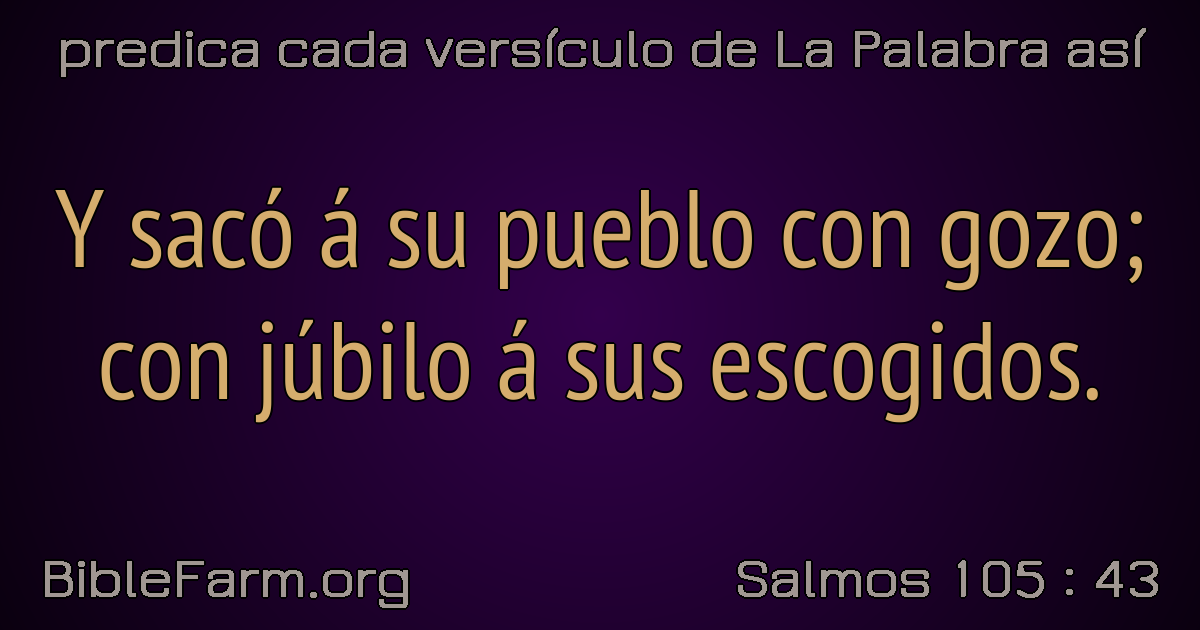 predica cada versículo de La Palabra así
Y sacó á su pueblo con gozo;
con júbilo á sus escogidos.
BibleFarm.org
Salmos 105 : 43